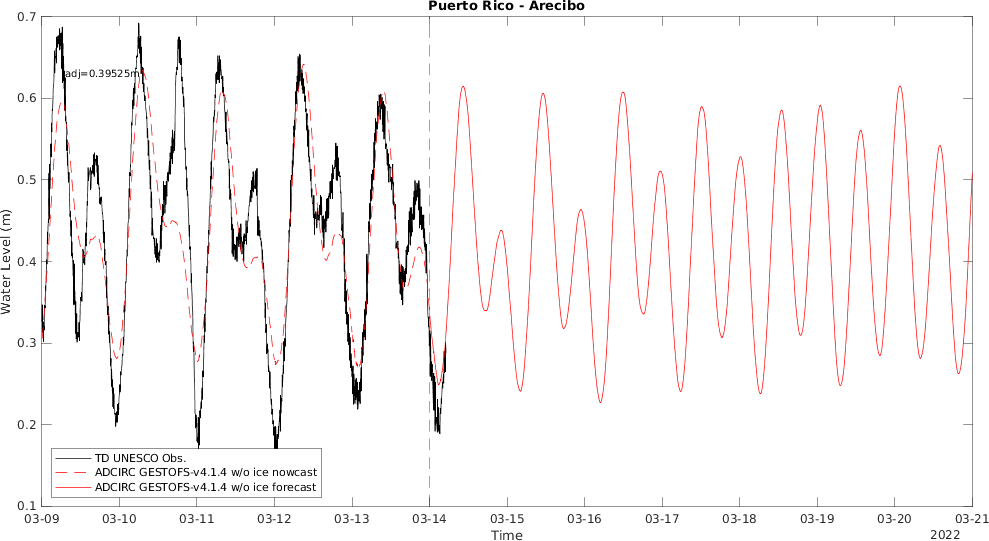 Puerto Rico - Arecibo
0.7
adj=0.39525m
0.6
0.5
Water Level (m)
0.4
0.3
0.2
TD UNESCO Obs.
ADCIRC GESTOFS-v4.1.4 w/o ice nowcast
ADCIRC GESTOFS-v4.1.4 w/o ice forecast
0.1
03-09 03-10 03-11 03-12 03-13 03-14 03-15 03-16 03-17 03-18 03-19 03-20 03-21
Time
2022